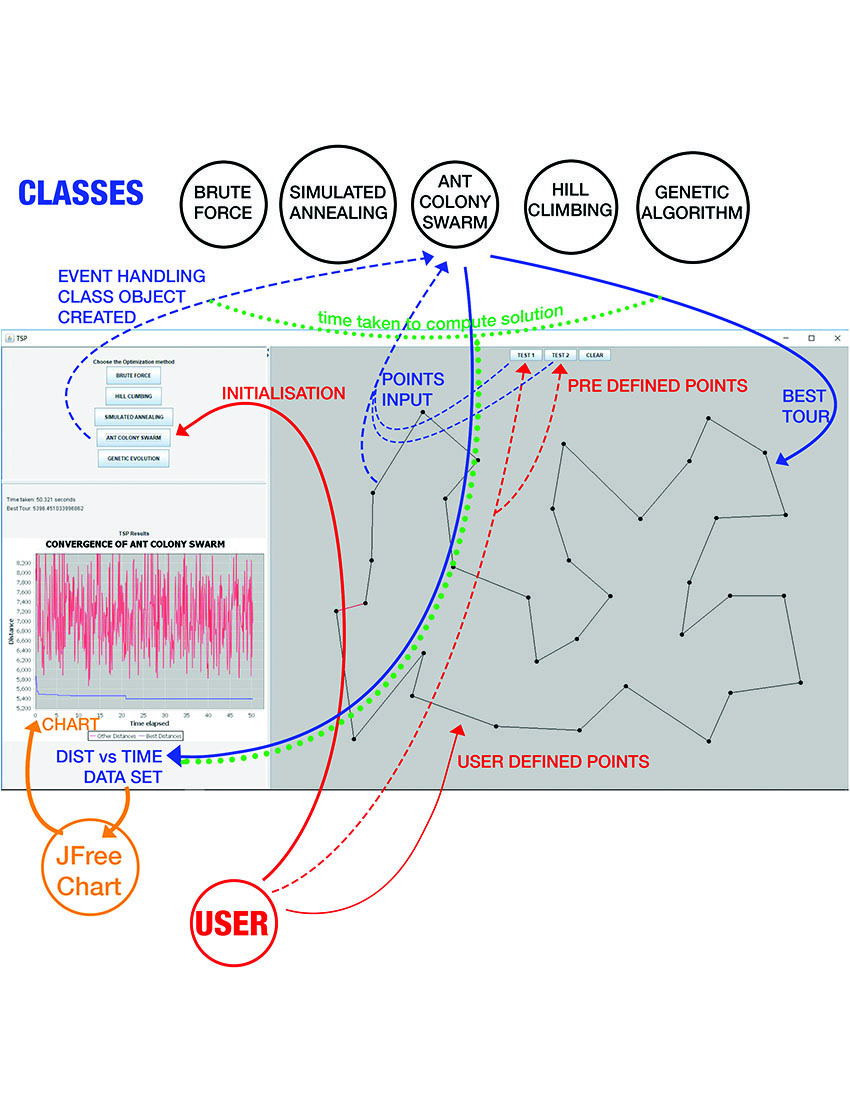 CLASSES
BRUTE
FORCE
SIMULATED
ANNEALING
ANT
COLONY
SWARM
HILL
CLIMBING
GENETIC
ALGORITHM
EVENT HANDLING
CLASS OBJECT
CREATED
time taken to compute solution
TSP
Choose the Optimization method
BRUTE FORCE
HILL CLIMBING
SIMULATED ANNEALING
ANT COLONY SWARM
GENETIC EVOLUTION
INITIALISATION
POINTS
INPUT
TEST 1
TEST 2
CLEAR
PRE DEFINED POINTS
BEST
TOUR
Time taken: 50.321 seconds
Best Tour: 5398.451033996862
TSP Results
CONVERGENCE OF ANT COLONY SWARM
8,200
8,000
7,800
7,600
7,400
7,200
7,000
6,800
6,600
6,400
6,200
6,000
5,800
5,600
5,400
5,200
Distance
0 5 10 15 20 25 30 35 40 45 50
Time elapsed
Other Distances Best Distances
CHART
DIST vs TIME
DATA SET
USER DEFINED POINTS
JFree
Chart
USER